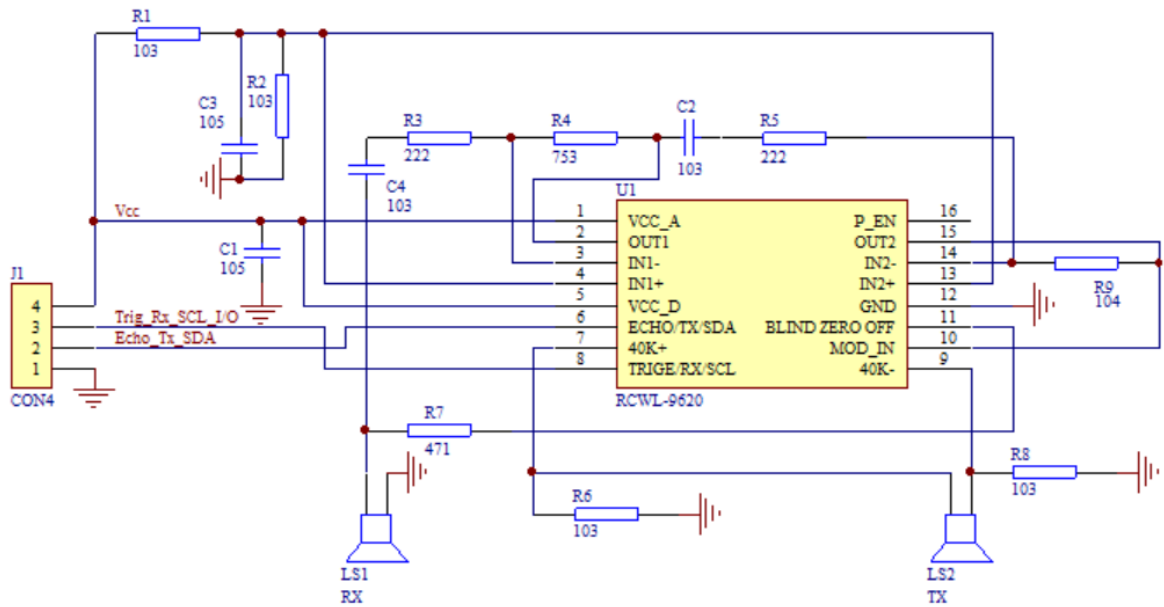 R1
103
R2
103
C3
105
R3
222
R4
753
C2
103
R5
222
C4
103
U1
Vcc
C1
105
1 VCC_A P_EN 16
2 OUT1 OUT2 15
3 IN1- IN2- 14
4 IN1+ IN2+ 13
5 VCC_D GND 12
6 ECHO/TX/SDA BLIND ZERO OFF 11
7 40K+ MOD_IN 10
8 TRIGE/RX/SCL 40K- 9
RCWL-9620
R9
104
J1
4
3
2
1
CON4
Trig_Rx_SCL_I/O
Echo_Tx_SDA
R7
471
R8
103
R6
103
LS1
RX
LS2
TX